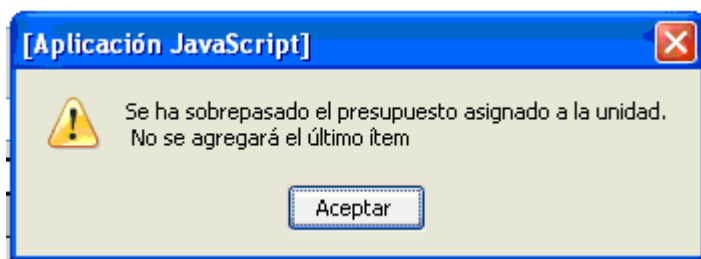 [Aplicación JavaScript]
Se ha sobrepasado el presupuesto asignado a la unidad.
No se agregará el último ítem
Aceptar